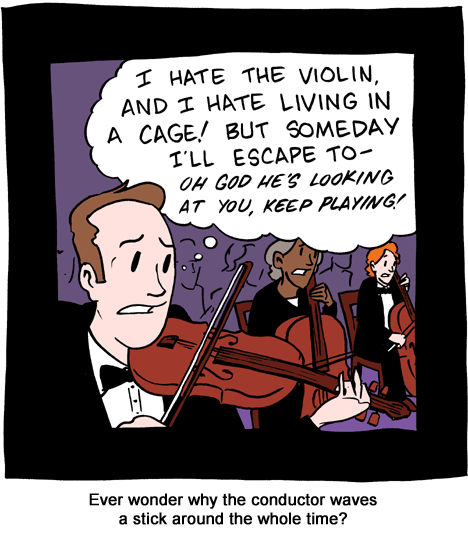 I HATE THE VIOLIN,
AND I HATE LIVING IN
A CAGE! BUT SOMEDAY
I'LL ESCAPE TO-
OH GOD HE'S LOOKING
AT YOU, KEEP PLAYING!
Ever wonder why the conductor waves
a stick around the whole time?